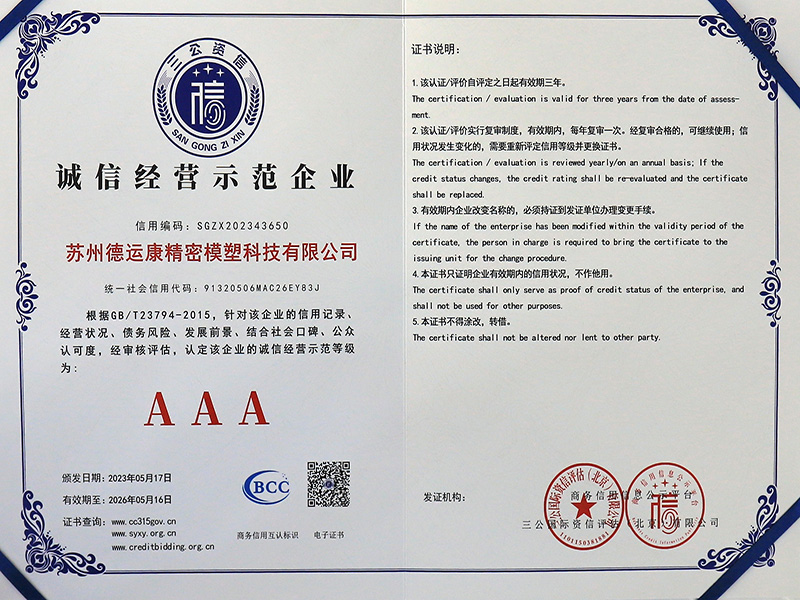 三公资信
SAN GONG ZI XIN
诚信经营示范企业
信用编码：SGZX202343650
苏州德运康精密模塑科技有限公司
统一社会信用代码：91320506MAC26EY83J
根据GB/T23794-2015，针对该企业的信用记录、
经营状况、债务风险、发展前景、结合社会口碑、公众
认可度，经审核评估，认定该企业的诚信经营示范等级
为：
AAA
颁发日期：2023年05月17日
有效期至：2026年05月16日
证书查询：www.cc315gov.cn
www.syxy.org.cn
www.creditbidding.org.cn
BCC
商务信用互认标识
电子证书
证书说明：
1.该认证/评价自评定之日起有效期三年。
The certification / evaluation is valid for three years from the date of assess-
ment.
2.该认证/评价实行复审制度，有效期内，每年复审一次。经复审合格的，可继续使用；信
用状况发生变化的，需要重新评定信用等级并更换证书。
The certification / evaluation is reviewed yearly/on an annual basis; If the
credit status changes, the credit rating shall be re-evaluated and the certificate
shall be replaced.
3.有效期内企业改变名称的，必须持证到发证单位办理变更手续。
If the name of the enterprise has been modified within the validity period of the
certificate, the person in charge is required to bring the certificate to the
issuing unit for the change procedure.
4.本证书只证明企业有效期内的信用状况，不作他用。
The certificate shall only serve as proof of credit status of the enterprise, and
shall not be used for other purposes.
5.本证书不得涂改，转借。
The certificate shall not be altered nor lent to other party.
发证机构：
商务信用信息公示平台
三公国际资信评估（北京）有限公司